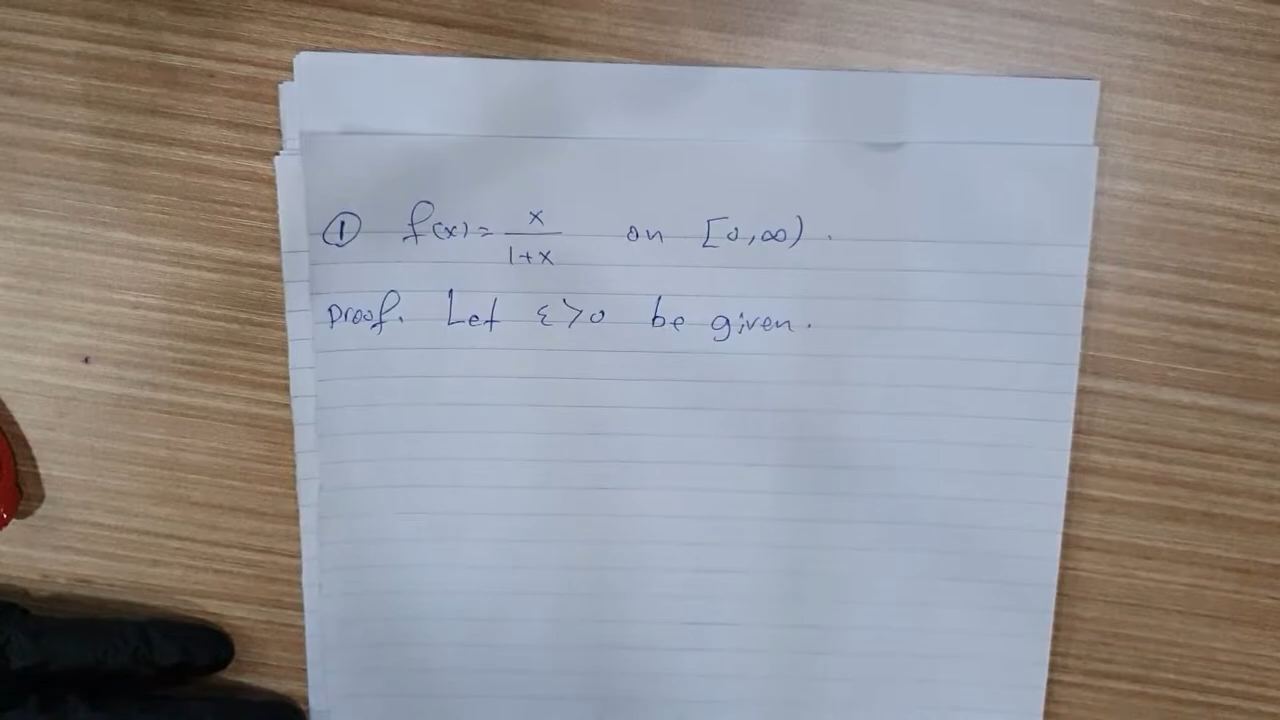 ① f(x) = x/(1+x) on [0,∞).
proof. Let ε>0 be given.